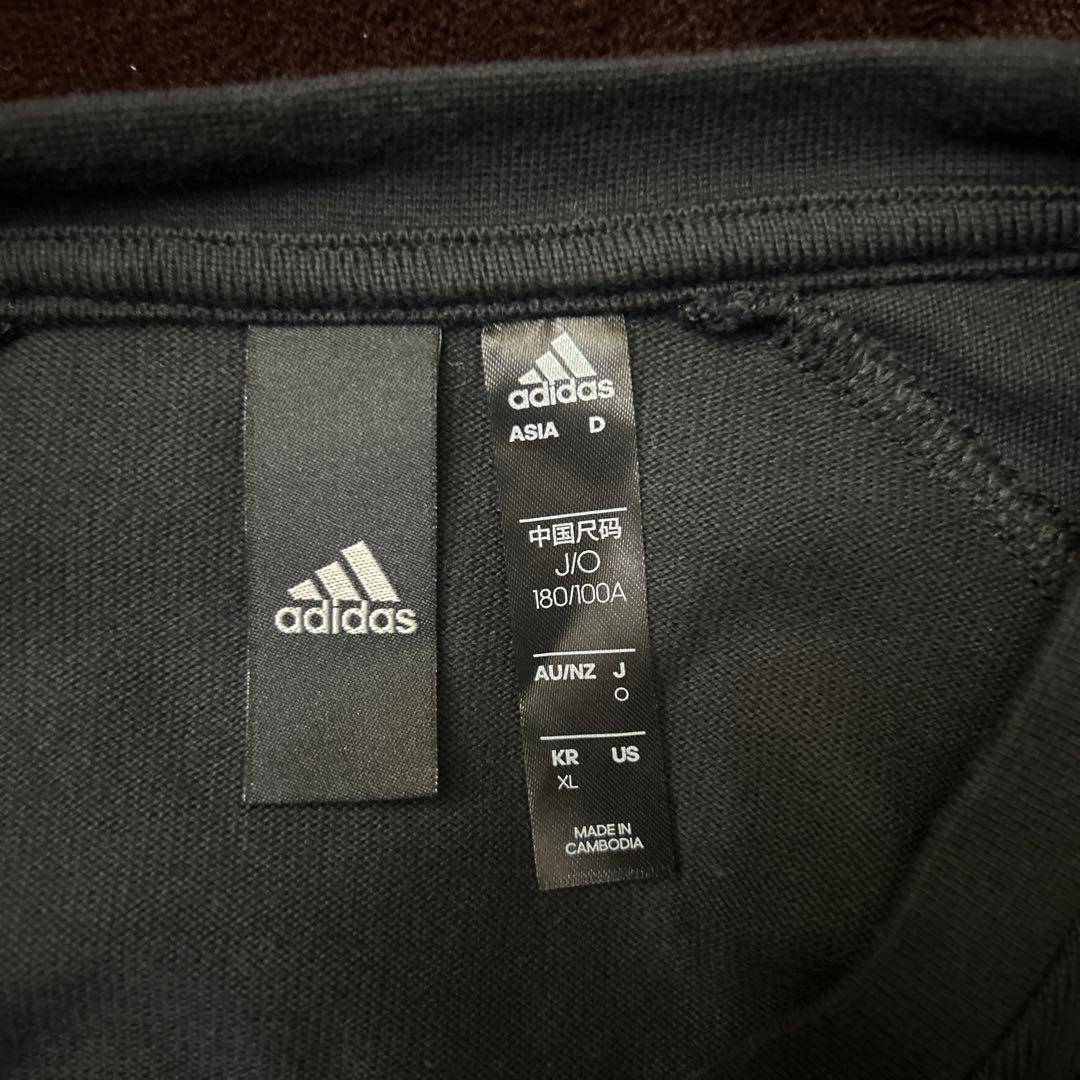 adidas
adidas
ASIA D
中国尺码
J/O
180/100A
AU/NZ J
O
KR US
XL
MADE IN
CAMBODIA